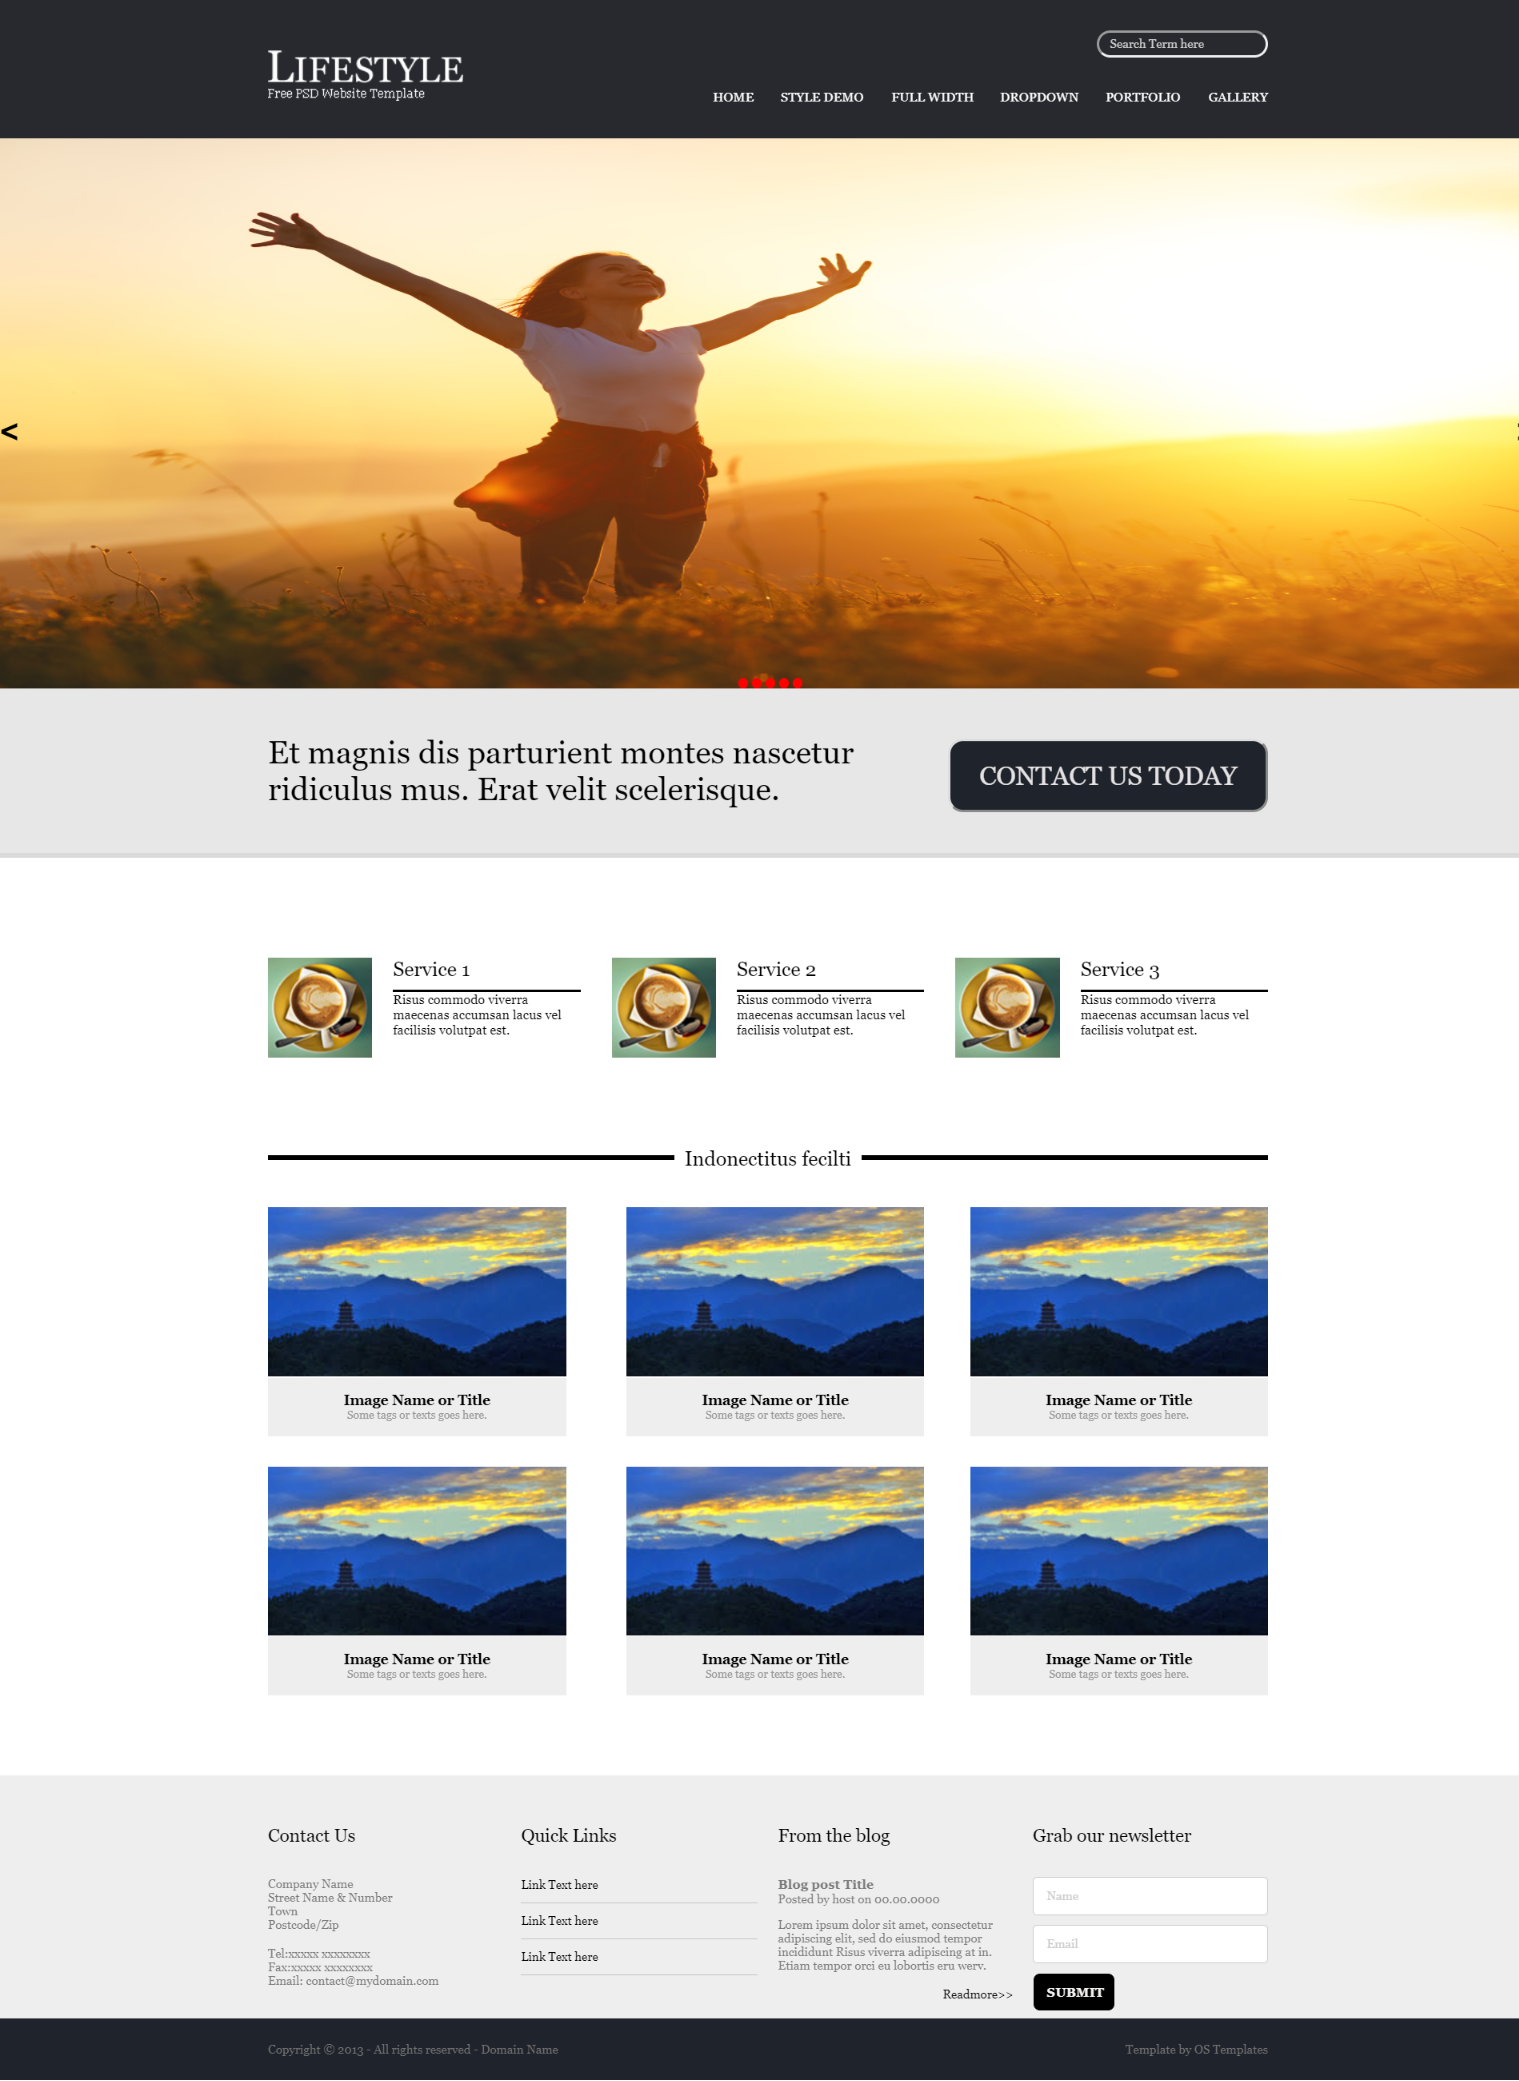 Search Term here
LIFESTYLE
Free PSD Website Template
HOME STYLE DEMO FULL WIDTH DROPDOWN PORTFOLIO GALLERY
<
Et magnis dis parturient montes nascetur
ridiculus mus. Erat velit scelerisque.
CONTACT US TODAY
Service 1
Risus commodo viverra
maecenas accumsan lacus vel
facilisis volutpat est.
Service 2
Risus commodo viverra
maecenas accumsan lacus vel
facilisis volutpat est.
Service 3
Risus commodo viverra
maecenas accumsan lacus vel
facilisis volutpat est.
Indonectitus fecilti
Image Name or Title
Some tags or texts goes here.
Image Name or Title
Some tags or texts goes here.
Image Name or Title
Some tags or texts goes here.
Image Name or Title
Some tags or texts goes here.
Image Name or Title
Some tags or texts goes here.
Image Name or Title
Some tags or texts goes here.
Contact Us
Company Name
Street Name & Number
Town
Postcode/Zip
Tel:xxxxx xxxxxxxx
Fax:xxxxx xxxxxxxx
Email: contact@mydomain.com
Quick Links
Link Text here
Link Text here
Link Text here
From the blog
Blog post Title
Posted by host on 00.00.0000
Lorem ipsum dolor sit amet, consectetur
adipiscing elit, sed do eiusmod tempor
incididunt Risus viverra adipiscing at in.
Etiam tempor orci eu lobortis eru werv.
Readmore>>
Grab our newsletter
Name
Email
SUBMIT
Copyright © 2013 - All rights reserved - Domain Name
Template by OS Templates